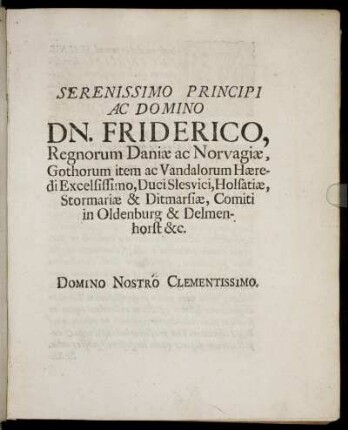 SERENISSIMO PRINCIPI
AC DOMINO
DN. FRIDERICO,
Regnorum Daniæ ac Norvagiæ,
Gothorum item ac Vandalorum Hære-
di Excelſiſſimo, Duci Slesvici, Holſatiæ,
Stormariæ & Ditmarſiæ, Comiti
in Oldenburg & Delmen-
horſt &c.
DOMINO NOSTRO CLEMENTISSIMO.